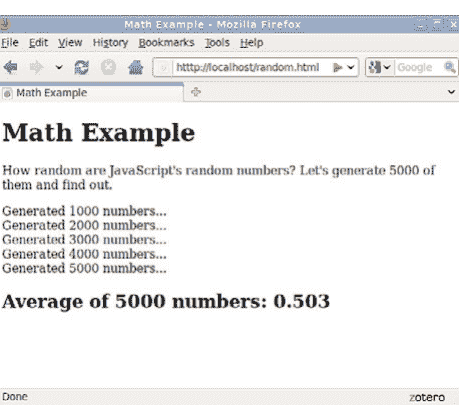 Math Example - Mozilla Firefox
File Edit View History Bookmarks Tools Help
htttp://localhost/random.html Google
Math Example
Math Example
How random are JavaScript's random numbers? Let's generate 5000 of
them and find out.
Generated 1000 numbers...
Generated 2000 numbers...
Generated 3000 numbers...
Generated 4000 numbers...
Generated 5000 numbers...
Average of 5000 numbers: 0.503
Done zotero